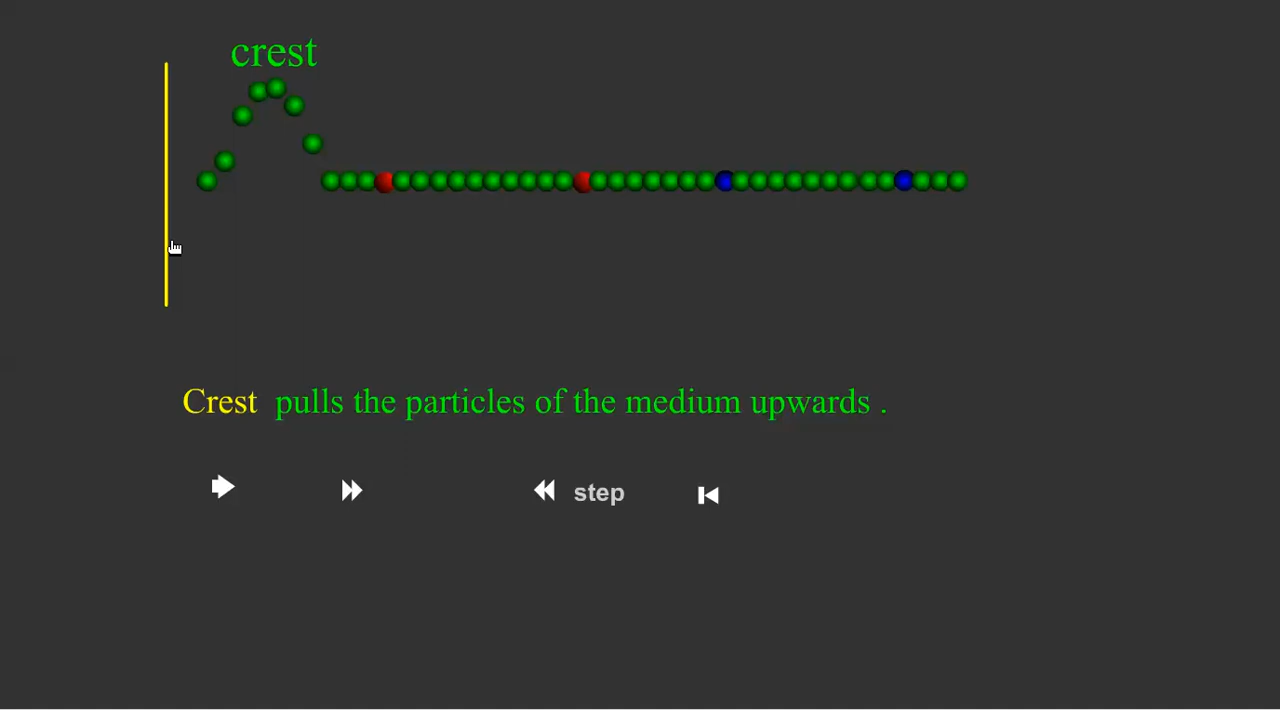 crest
Crest pulls the particles of the medium upwards .
step